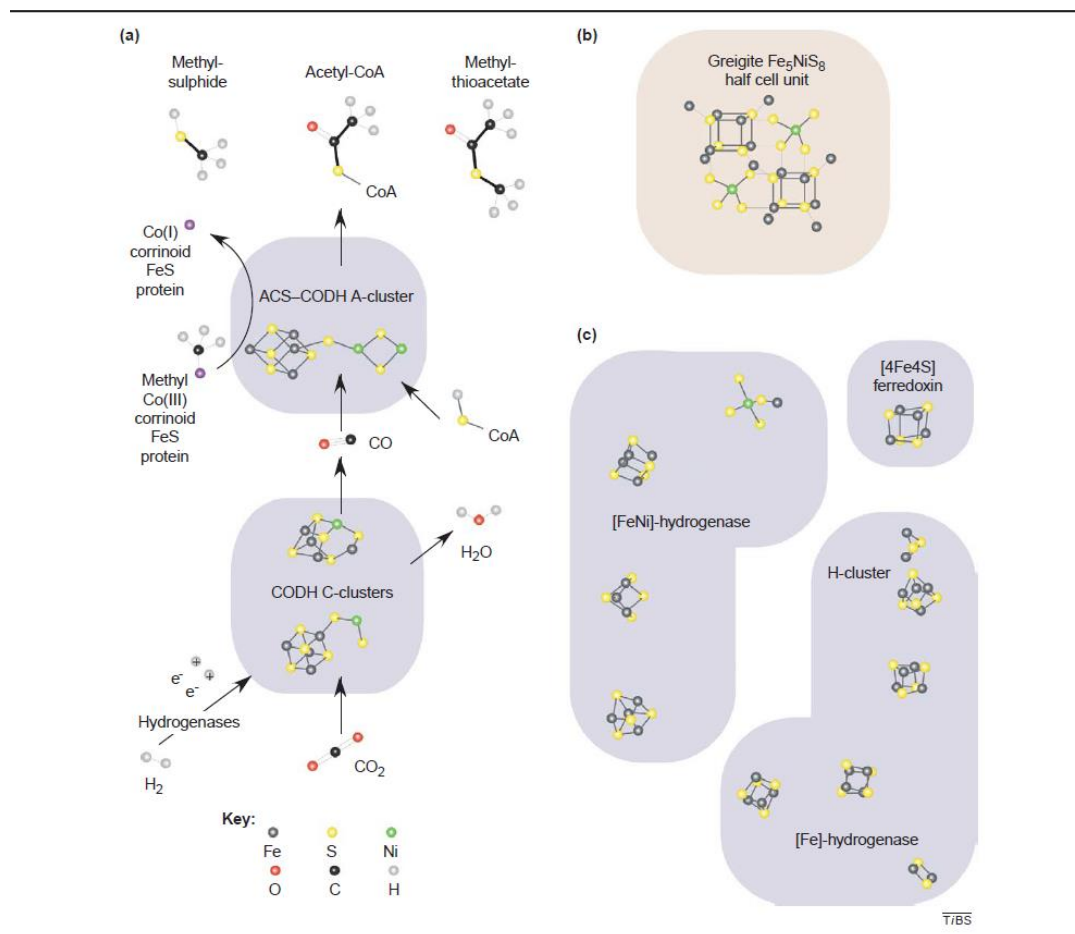 (a)
Methyl-
sulphide
Acetyl-CoA
Methyl-
thioacetate
CoA
Co(I)
corrinoid
FeS
protein
ACS–CODH A-cluster
Methyl
Co(III)
corrinoid
FeS
protein
CoA
CO
H2O
CODH C-clusters
+
e-
+
e-
Hydrogenases
H2
CO2
Key:
Fe
S
Ni
O
C
H
(b)
Greigite Fe5NiS8
half cell unit
(c)
[4Fe4S]
ferredoxin
[FeNi]-hydrogenase
H-cluster
[Fe]-hydrogenase
TiBS